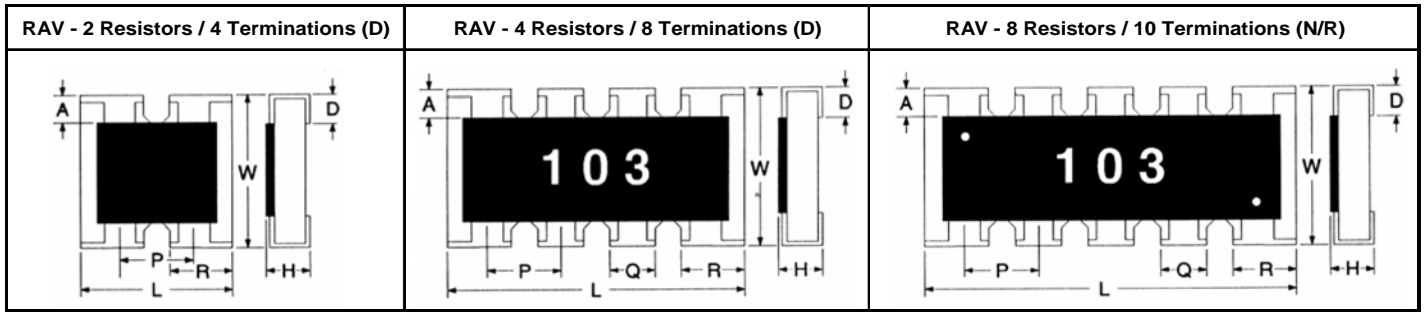 RAV - 2 Resistors / 4 Terminations (D)
RAV - 4 Resistors / 8 Terminations (D)
RAV - 8 Resistors / 10 Terminations (N/R)
A
D
W
P
R
H
L
A
D
1 0 3
W
P
Q
R
H
L
A
D
1 0 3
W
P
Q
R
H
L